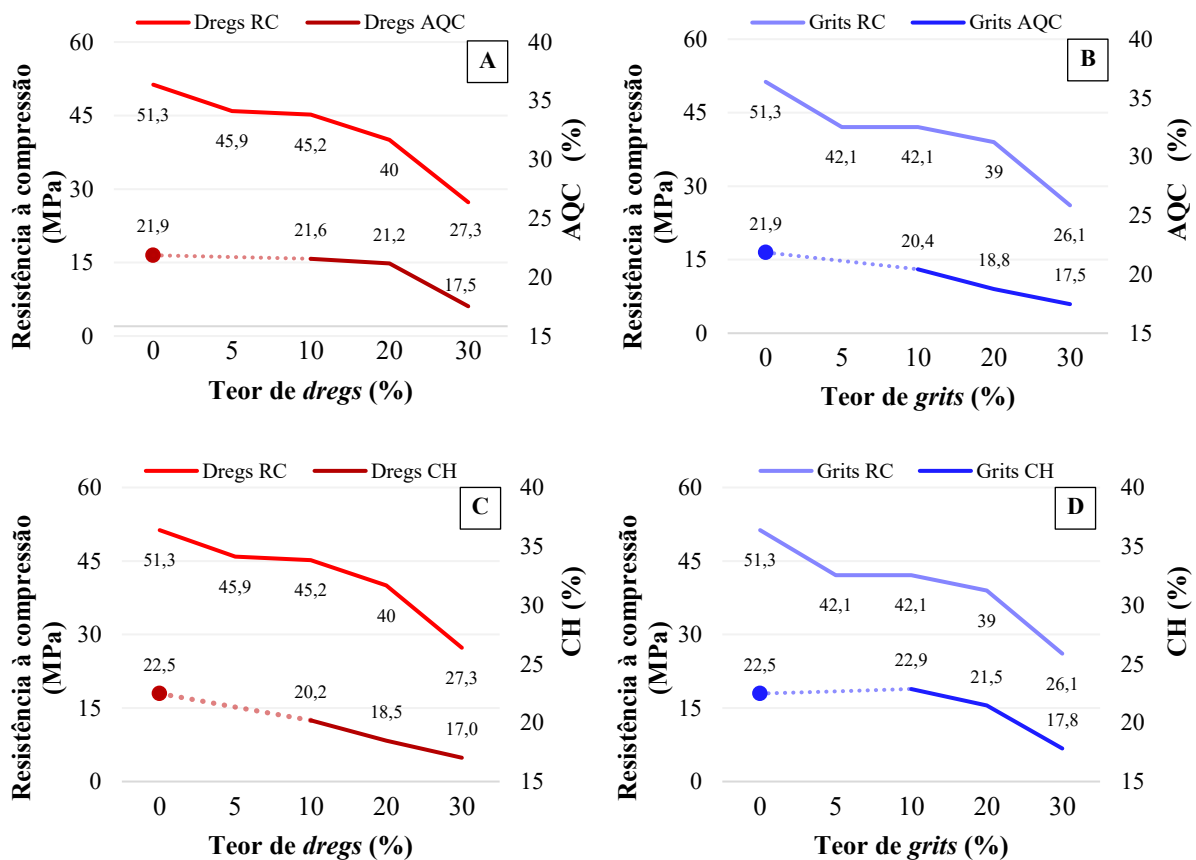 Dregs RC Dregs AQC
A
60
45
30
15
0
40
35
30
25
20
15
51,3
45,9
45,2
40
27,3
21,9
21,6
21,2
17,5
0 5 10 20 30
Resistência à compressão
(MPa)
AQC (%)
Teor de dregs (%)
Grits RC Grits AQC
B
60
45
30
15
0
40
35
30
25
20
15
51,3
42,1
42,1
39
26,1
21,9
20,4
18,8
17,5
0 5 10 20 30
Resistência à compressão
(MPa)
AQC (%)
Teor de grits (%)
Dregs RC Dregs CH
C
60
45
30
15
0
40
35
30
25
20
15
51,3
45,9
45,2
40
27,3
22,5
20,2
18,5
17,0
0 5 10 20 30
Resistência à compressão
(MPa)
CH (%)
Teor de dregs (%)
Grits RC Grits CH
D
60
45
30
15
0
40
35
30
25
20
15
51,3
42,1
42,1
39
26,1
22,5
22,9
21,5
17,8
0 5 10 20 30
Resistência à compressão
(MPa)
CH (%)
Teor de grits (%)